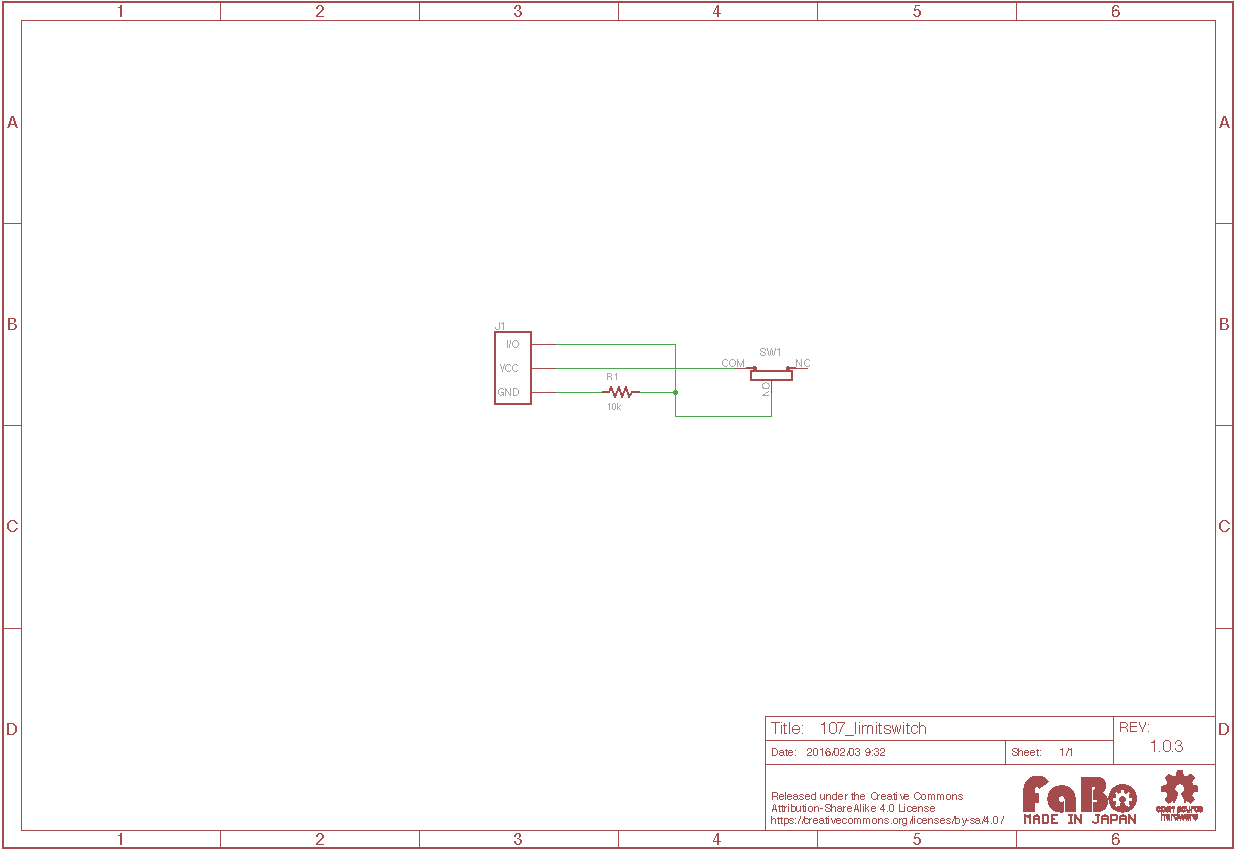 1 2 3 4 5 6
A A
J1
I/O
SW1
B B
COM NC
VCC
R1
GND
NO
10k
C C
D D
Title: 107_limitswitch
REV:
1.0.3
Date: 2016/02/03 9:32
Sheet: 1/1
Released under the Creative Commons
Attribution-ShareAlike 4.0 License
https://creativecommons.org/licenses/by-sa/4.0/
FaBo
MADE IN JAPAN
open source
hardware
1 2 3 4 5 6